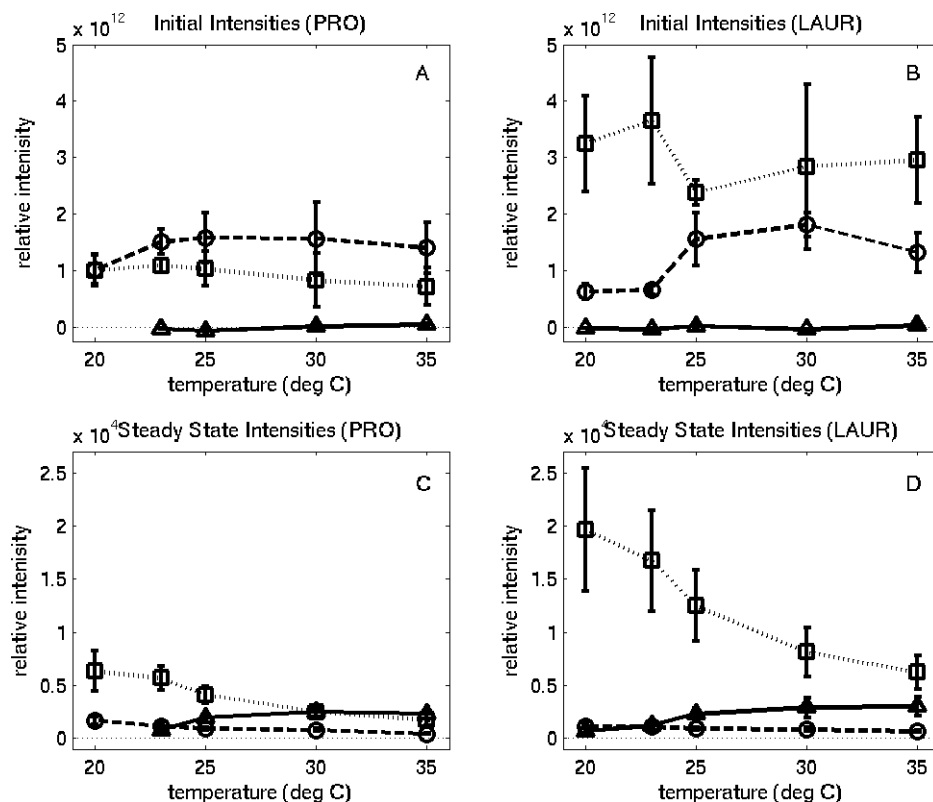 x 10^12 Initial Intensities (PRO)
A
5
4
3
2
1
0
relative intenisity
20 25 30 35
temperature (deg C)
x 10^12 Initial Intensities (LAUR)
B
5
4
3
2
1
0
relative intenisity
20 25 30 35
temperature (deg C)
x 10^4 Steady State Intensities (PRO)
C
2.5
2
1.5
1
0.5
0
relative intenisity
20 25 30 35
temperature (deg C)
x 10^4 Steady State Intensities (LAUR)
D
2.5
2
1.5
1
0.5
0
relative intenisity
20 25 30 35
temperature (deg C)